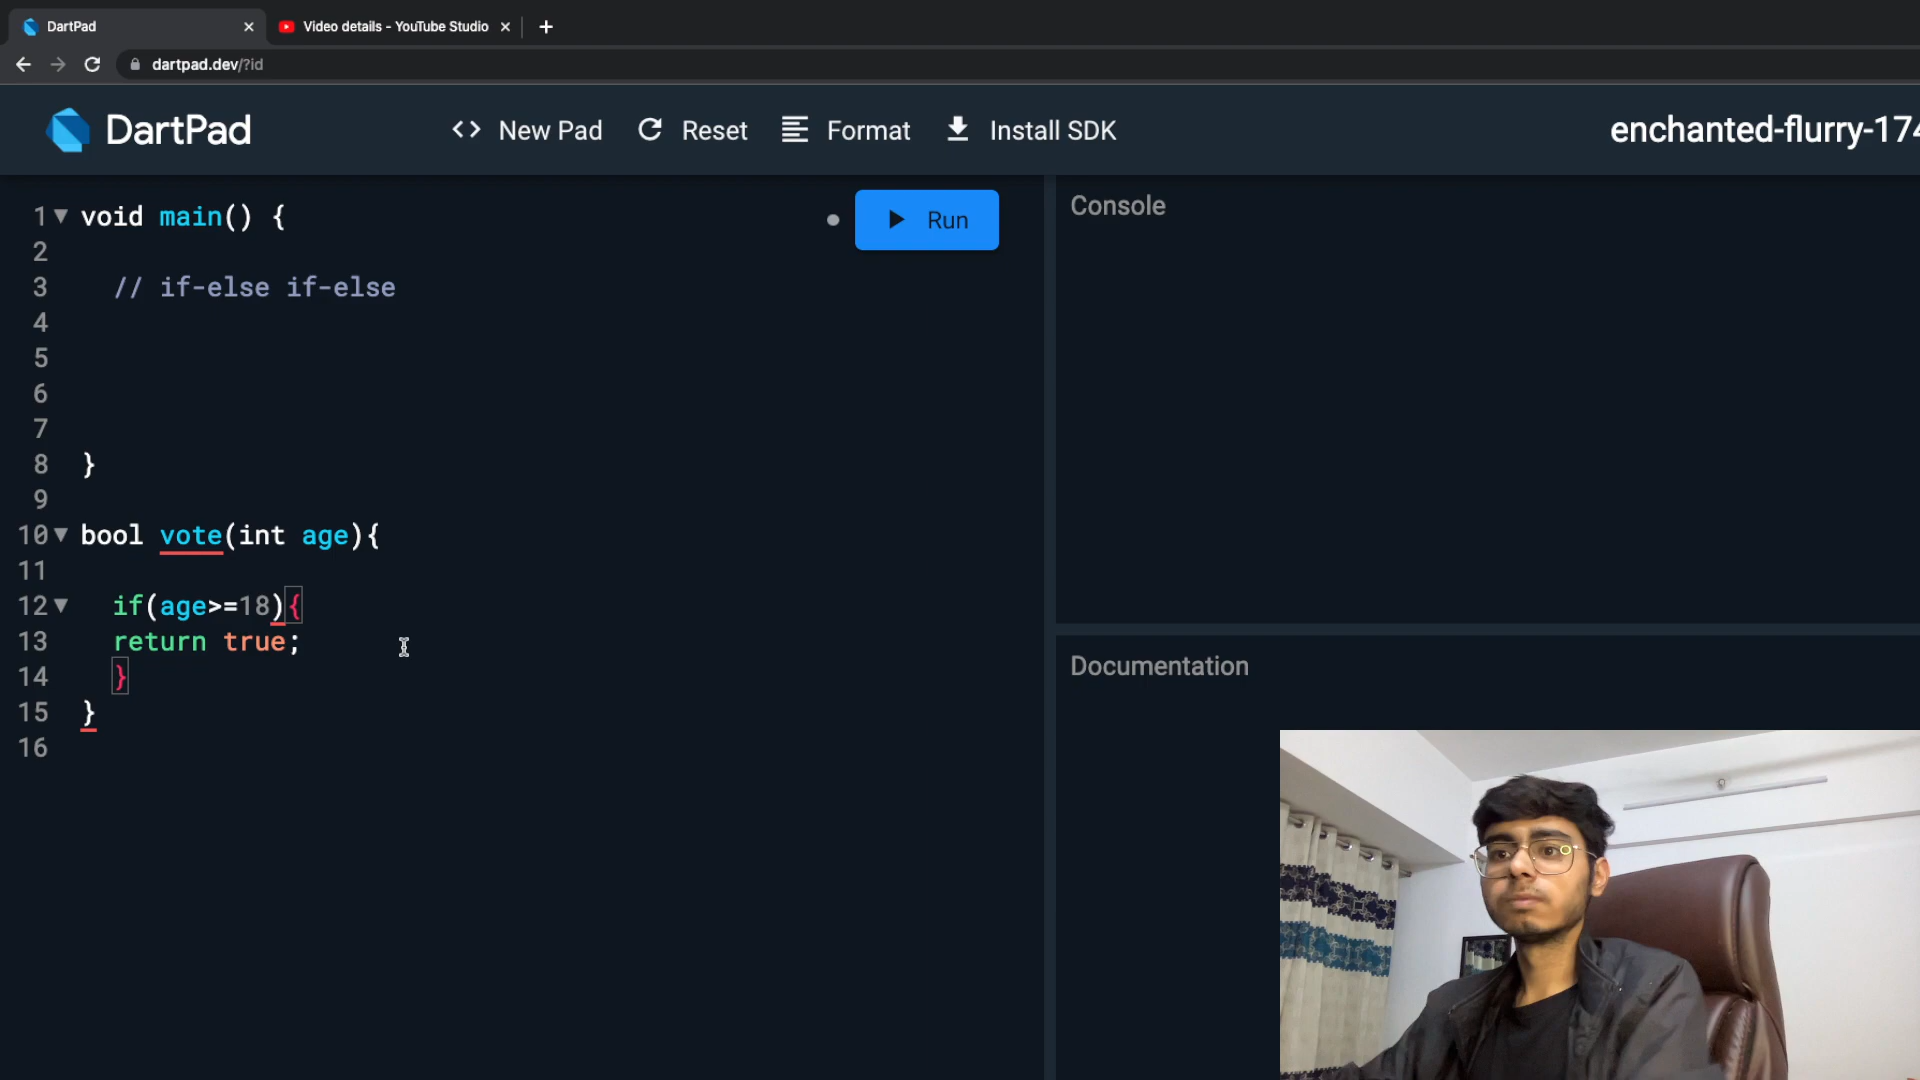 DartPad
Video details - YouTube Studio
dartpad.dev/?id
DartPad
<> New Pad
Reset
Format
Install SDK
enchanted-flurry-174
1 void main() {
2
3 // if-else if-else
4
5
6
7
8 }
9
10 bool vote(int age){
11
12 if(age>=18){
13 return true;
14 }
15 }
16
Run
Console
Documentation